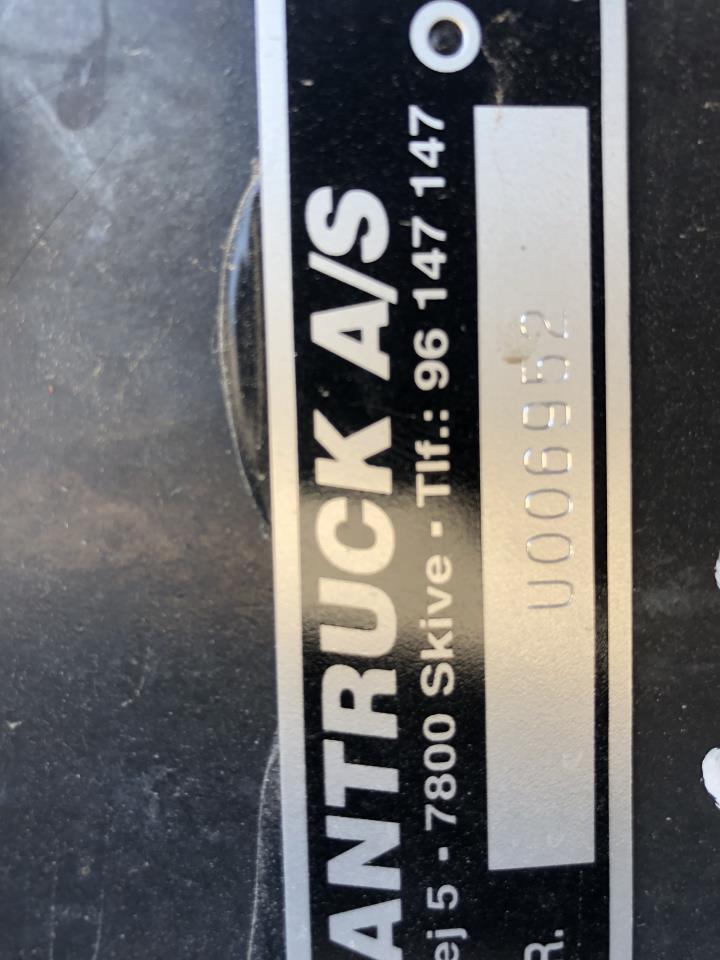 ANTRUCK A/S
ej 5 - 7800 Skive - Tlf.: 96 147 147
R. U006952